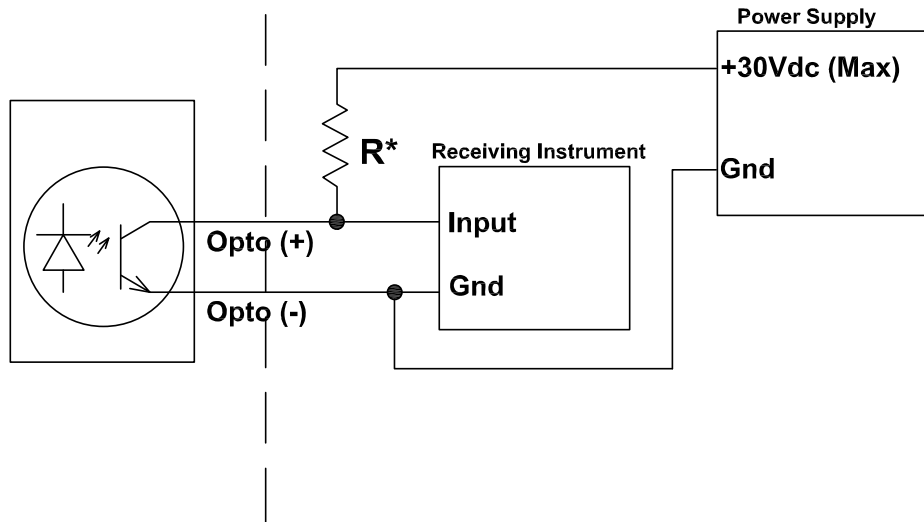 Power Supply
+30Vdc (Max)
R*
Receiving Instrument
Gnd
Input
Opto (+)
Gnd
Opto (-)